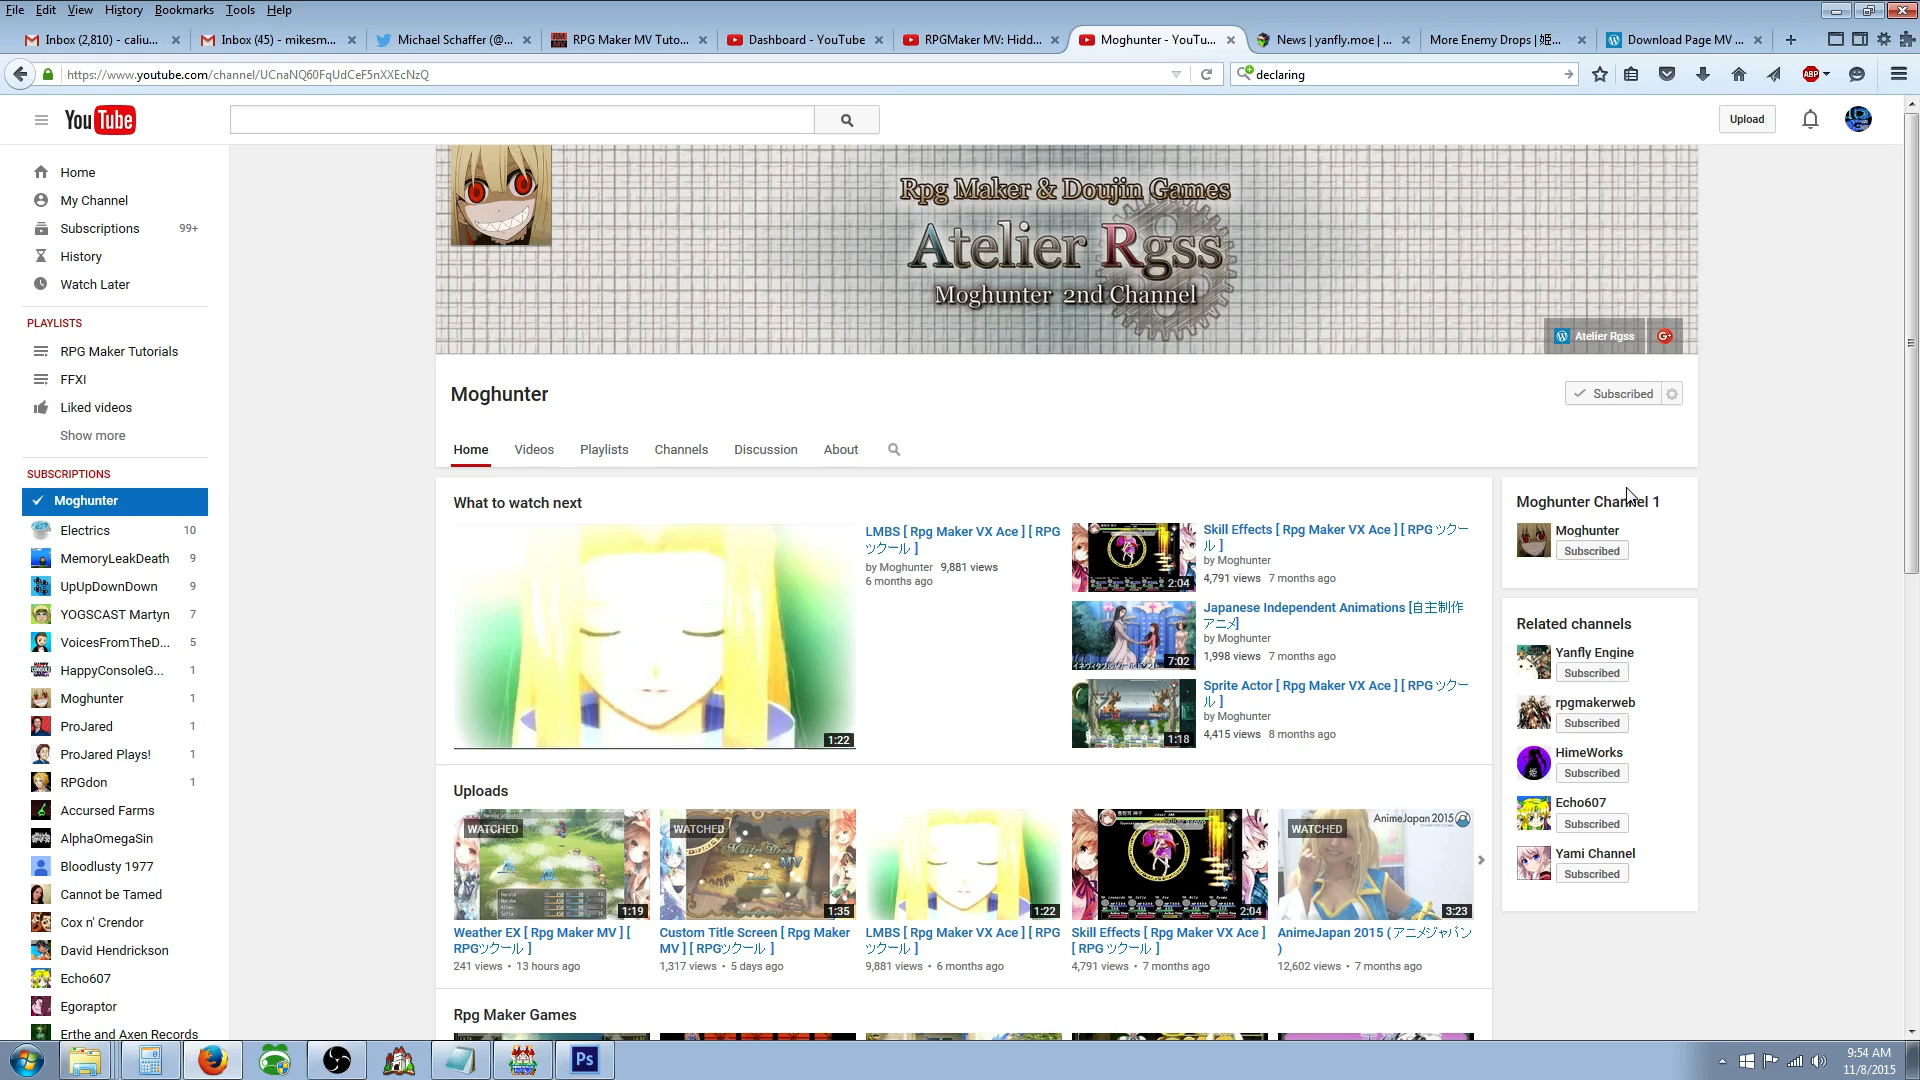 File Edit View History Bookmarks Tools Help
Inbox (2,810) - caliu... Inbox (45) - mikesm... Michael Schaffer (@... RPG Maker MV Tuto... Dashboard - YouTube RPGMaker MV: Hidd... Moghunter - YouTu... News | yanfly.moe | ... More Enemy Drops | 姫... Download Page MV ...
https://www.youtube.com/channel/UCnaNQ60FqUdCeF5nXXEcNzQ
declaring
ABP
YouTube
Upload
Home
My Channel
Subscriptions 99+
History
Watch Later
PLAYLISTS
RPG Maker Tutorials
FFXI
Liked videos
Show more
SUBSCRIPTIONS
Moghunter
Electrics 10
MemoryLeakDeath 9
UpUpDownDown 9
YOGSCAST Martyn 7
VoicesFromTheD... 5
HappyConsoleG... 1
Moghunter 1
ProJared 1
ProJared Plays! 1
RPGdon 1
Accursed Farms
AlphaOmegaSin
Bloodlusty 1977
Cannot be Tamed
Cox n' Crendor
David Hendrickson
Echo607
Egoraptor
Erthe and Axen Records
Rpg Maker & Doujin Games
Atelier Rgss
Moghunter 2nd Channel
Atelier Rgss
G+
Moghunter
Subscribed
Home Videos Playlists Channels Discussion About
What to watch next
1:22
LMBS [ Rpg Maker VX Ace ] [ RPG
ツクール ]
by Moghunter 9,881 views
6 months ago
2:04
Skill Effects [ Rpg Maker VX Ace ] [ RPG ツクー
ル ]
by Moghunter
4,791 views 7 months ago
7:02
Japanese Independent Animations [自主制作
アニメ]
by Moghunter
1,998 views 7 months ago
1:18
Sprite Actor [ Rpg Maker VX Ace ] [ RPG ツクー
ル ]
by Moghunter
4,415 views 8 months ago
Uploads
WATCHED
1:19
Weather EX [ Rpg Maker MV ] [
RPGツクール ]
241 views • 13 hours ago
WATCHED
MV
1:35
Custom Title Screen [ Rpg Maker
MV ] [ RPGツクール ]
1,317 views • 5 days ago
1:22
LMBS [ Rpg Maker VX Ace ] [ RPG
ツクール ]
9,881 views • 6 months ago
2:04
Skill Effects [ Rpg Maker VX Ace ]
[ RPG ツクール ]
4,791 views • 7 months ago
WATCHED
AnimeJapan 2015
3:23
AnimeJapan 2015 ( アニメジャパン
)
12,602 views • 7 months ago
Rpg Maker Games
Moghunter Channel 1
Moghunter
Subscribed
Related channels
Yanfly Engine
Subscribed
rpgmakerweb
Subscribed
HimeWorks
Subscribed
Echo607
Subscribed
Yami Channel
Subscribed
Ps
9:54 AM
11/8/2015